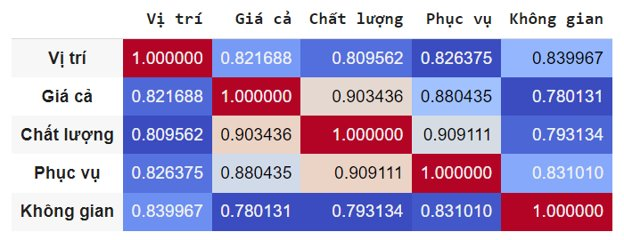 Vị trí Giá cả Chất lượng Phục vụ Không gian
Vị trí 1.000000 0.821688 0.809562 0.826375 0.839967
Giá cả 0.821688 1.000000 0.903436 0.880435 0.780131
Chất lượng 0.809562 0.903436 1.000000 0.909111 0.793134
Phục vụ 0.826375 0.880435 0.909111 1.000000 0.831010
Không gian 0.839967 0.780131 0.793134 0.831010 1.000000